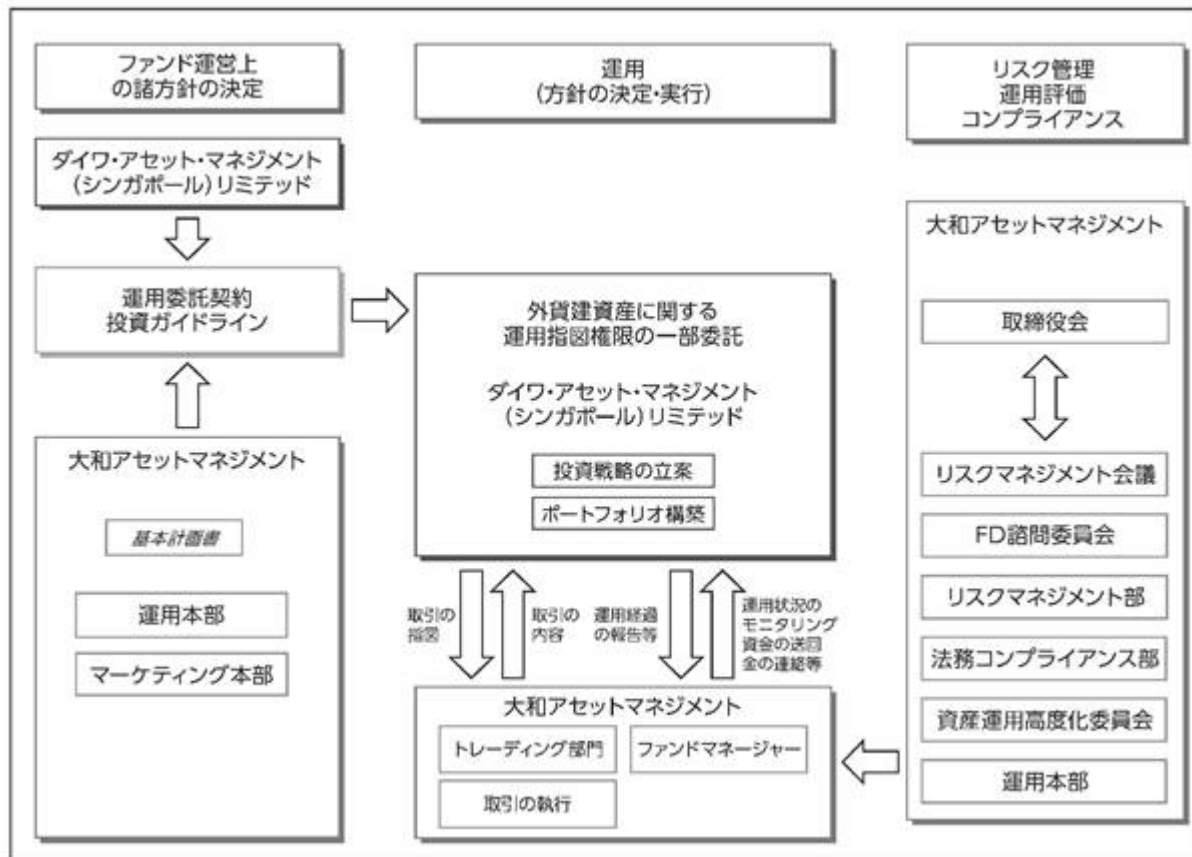 ファンド運営上
の諸方針の決定
ダイワ・アセット・マネジメント
(シンガポール)リミテッド
運用委託契約
投資ガイドライン
大和アセットマネジメント
基本計画書
運用本部
マーケティング本部
運用
(方針の決定・実行)
外貨建資産に関する
運用指図権限の一部委託
ダイワ・アセット・マネジメント
(シンガポール)リミテッド
投資戦略の立案
ポートフォリオ構築
取引の
指図
取引の
内容
運用経過
の報告等
運用状況の
モニタリング
資金の送回
金の連絡等
大和アセットマネジメント
トレーディング部門
ファンドマネージャー
取引の執行
リスク管理
運用評価
コンプライアンス
大和アセットマネジメント
取締役会
リスクマネジメント会議
FD諮問委員会
リスクマネジメント部
法務コンプライアンス部
資産運用高度化委員会
運用本部